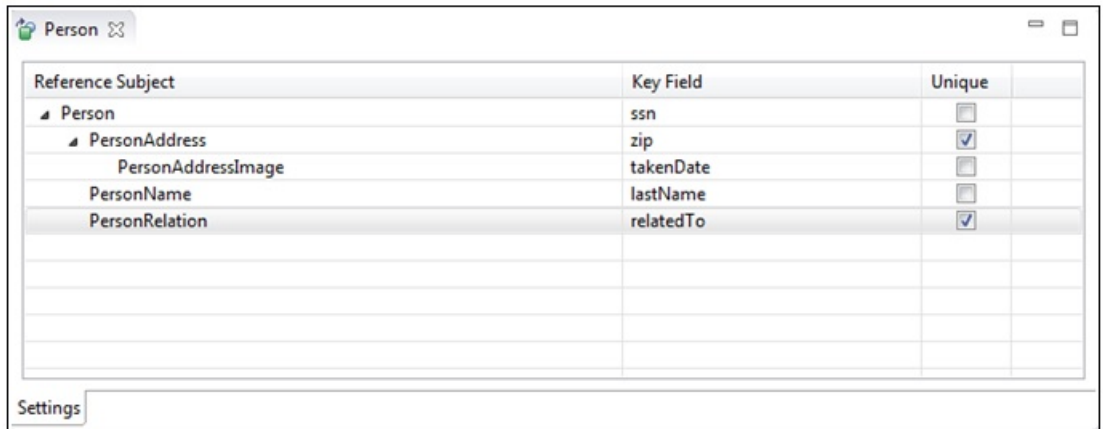 Person
Reference Subject Key Field Unique
Person ssn
PersonAddress zip
PersonAddressImage takenDate
PersonName lastName
PersonRelation relatedTo
Settings